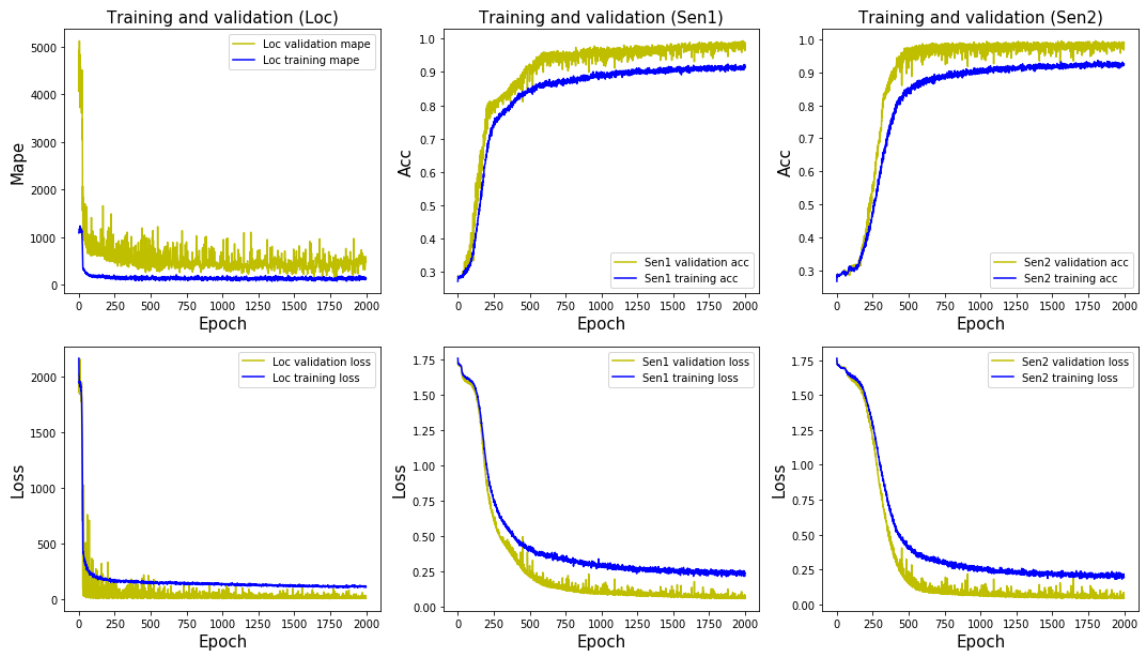 Training and validation (Loc)
Mape
5000
4000
3000
2000
1000
0
Loc validation mape
Loc training mape
0 250 500 750 1000 1250 1500 1750 2000
Epoch
Training and validation (Sen1)
Acc
1.0
0.9
0.8
0.7
0.6
0.5
0.4
0.3
Sen1 validation acc
Sen1 training acc
0 250 500 750 1000 1250 1500 1750 2000
Epoch
Training and validation (Sen2)
Acc
1.0
0.9
0.8
0.7
0.6
0.5
0.4
0.3
Sen2 validation acc
Sen2 training acc
0 250 500 750 1000 1250 1500 1750 2000
Epoch
Loss
2000
1500
1000
500
0
Loc validation loss
Loc training loss
0 250 500 750 1000 1250 1500 1750 2000
Epoch
Loss
1.75
1.50
1.25
1.00
0.75
0.50
0.25
0.00
Sen1 validation loss
Sen1 training loss
0 250 500 750 1000 1250 1500 1750 2000
Epoch
Loss
1.75
1.50
1.25
1.00
0.75
0.50
0.25
0.00
Sen2 validation loss
Sen2 training loss
0 250 500 750 1000 1250 1500 1750 2000
Epoch